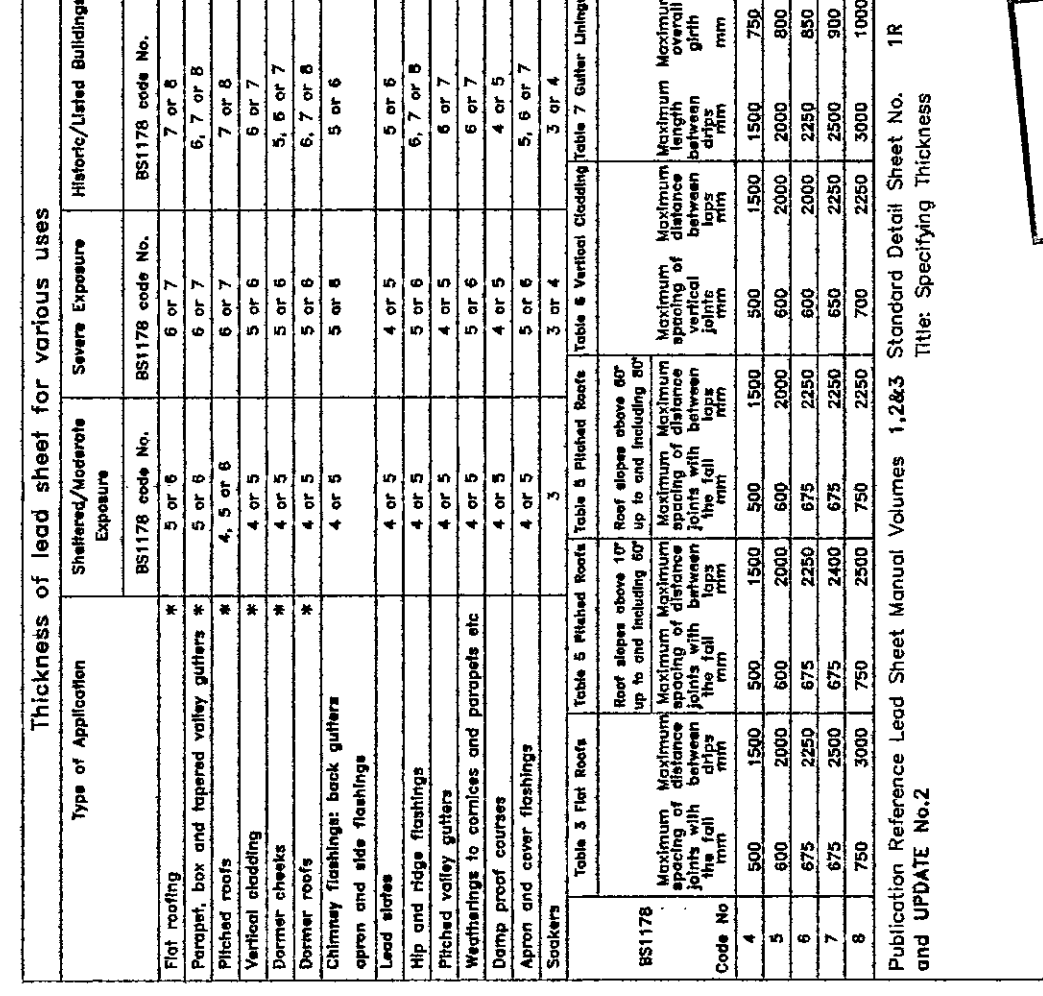 Thickness of lead sheet for various uses
Type of Application
Sheltered/Moderate
Exposure
Severe Exposure
Historic/Listed Buildings
BS1178 code No. BS1178 code No. BS1178 code No.
Flat roofing * 5 or 6 6 or 7 7 or 8
Parapet, box and tapered valley gutters * 5 or 6 6 or 7 6, 7 or 8
Pitched roofs * 4, 5 or 6 6 or 7 7 or 8
Vertical cladding * 4 or 5 5 or 6 6 or 7
Dormer cheeks * 4 or 5 5 or 6 5, 6 or 7
Dormer roofs * 4 or 5 5 or 6 6, 7 or 8
Chimney flashings: back gutters 4 or 5 5 or 6 5 or 6
apron and side flashings
Lead slates 4 or 5 4 or 5 5 or 6
Hip and ridge flashings 4 or 5 5 or 6 6, 7 or 8
Pitched valley gutters 4 or 5 4 or 5 6 or 7
Weatherings to cornices and parapets etc 4 or 5 5 or 6 6 or 7
Damp proof courses 4 or 5 4 or 5 4 or 5
Apron and cover flashings 4 or 5 5 or 6 5, 6 or 7
Soakers 3 3 or 4 3 or 4
Table 3 Flat Roofs Table 5 Pitched Roofs Table 5 Pitched Roofs Table 6 Vertical Cladding Table 7 Gutter Linings
Roof slopes above 10° Roof slopes above 60°
up to and including 60° up to and including 80°
BS1178
Code No
Maximum spacing of joints with the fall mm
Maximum distance between drips mm
Maximum spacing of joints with the fall mm
Maximum distance between laps mm
Maximum spacing of joints with the fall mm
Maximum distance between laps mm
Maximum spacing of vertical joints mm
Maximum distance between laps mm
Maximum length between drips mm
Maximum overall girth mm
4 500 1500 500 1500 500 1500 500 1500 1500 750
5 600 2000 600 2000 600 2000 600 2000 2000 800
6 675 2250 675 2250 675 2250 600 2000 2250 850
7 675 2500 675 2400 675 2250 650 2250 2500 900
8 750 3000 750 2500 750 2250 700 2250 3000 1000
Publication Reference Lead Sheet Manual Volumes 1,2&3 Standard Detail Sheet No. 1R
and UPDATE No.2 Title: Specifying Thickness